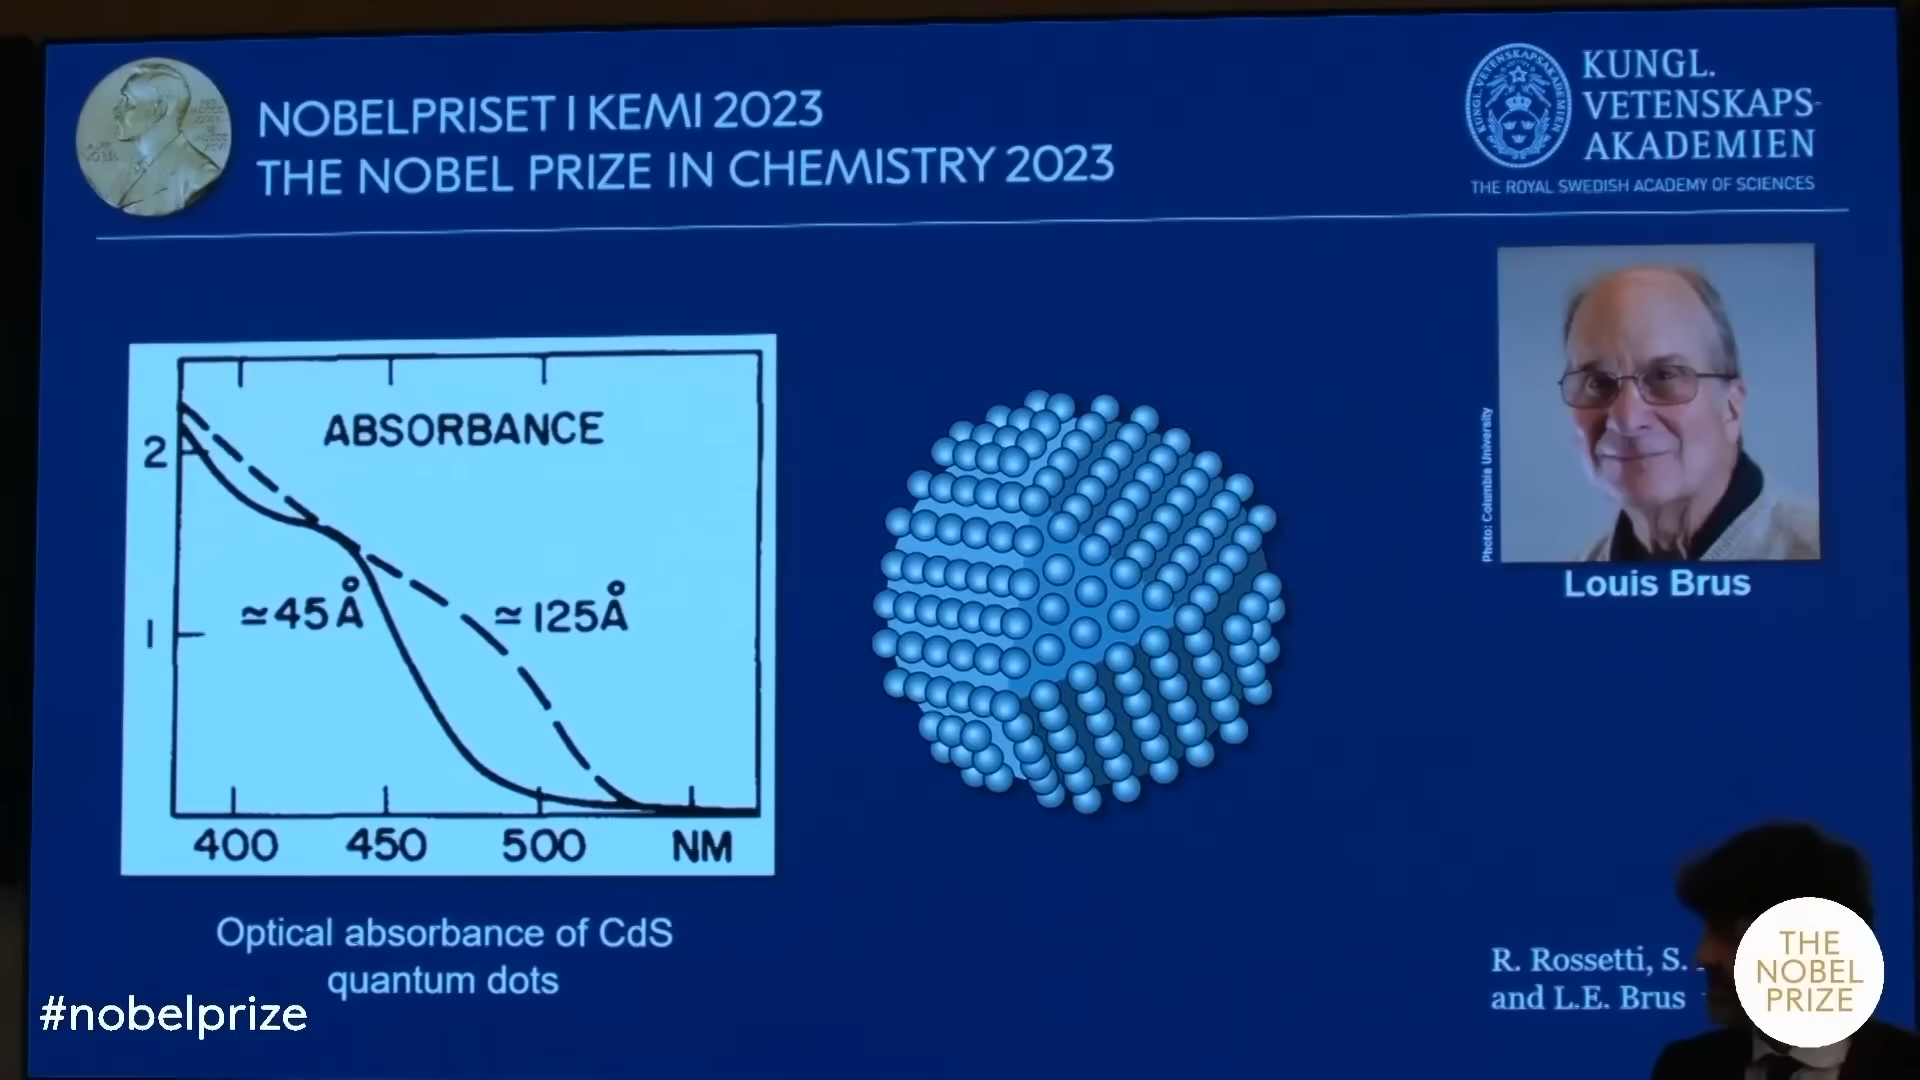 NOBELPRISET I KEMI 2023
THE NOBEL PRIZE IN CHEMISTRY 2023
KUNGL.
VETENSKAPS-
AKADEMIEN
THE ROYAL SWEDISH ACADEMY OF SCIENCES
ABSORBANCE
2
≃45Å
≃125Å
1
400 450 500 NM
Optical absorbance of CdS
quantum dots
Photo: Columbia University
Louis Brus
R. Rossetti, S.
and L.E. Brus
#nobelprize
THE
NOBEL
PRIZE